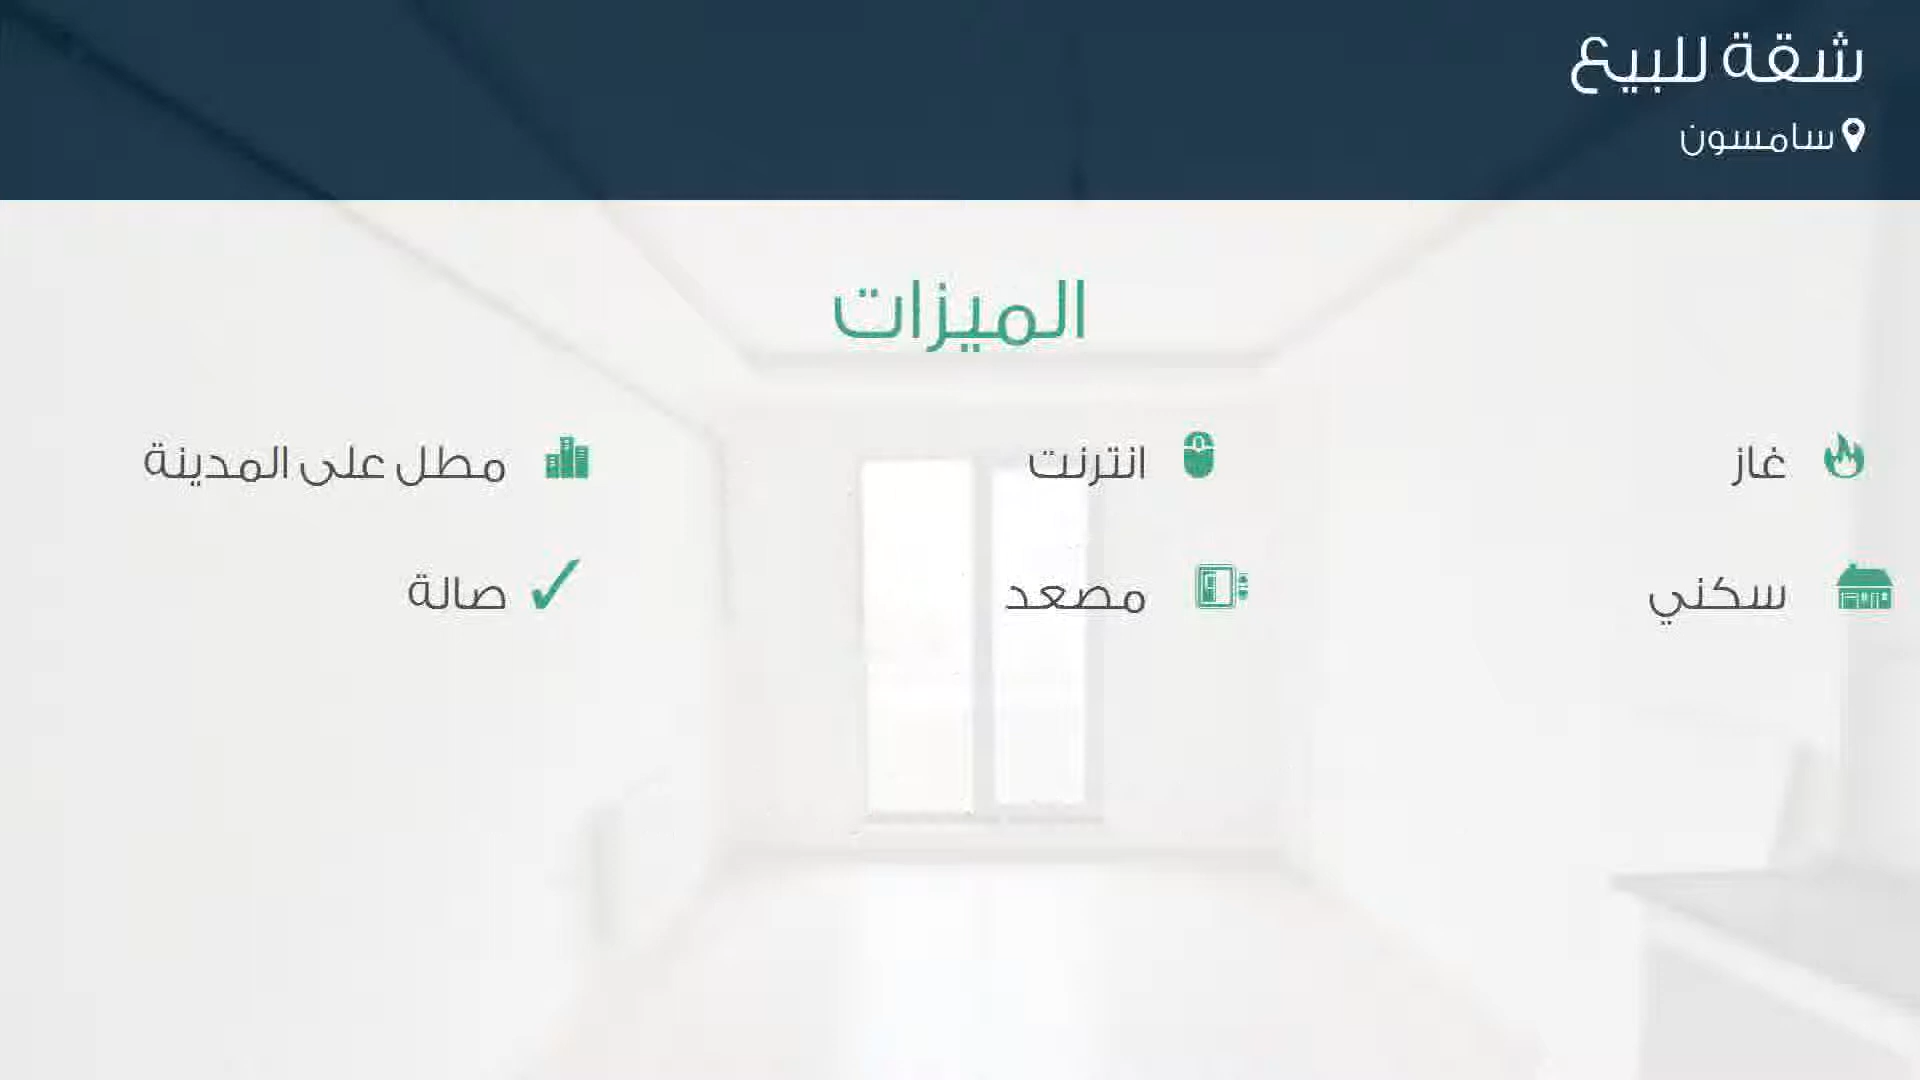 شقة للبيع
سامسون
الميزات
غاز
انترنت
مطل على المدينة
سكني
مصعد
صالة